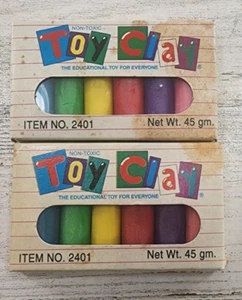 NON-TOXIC
Toy Clay
THE EDUCATIONAL TOY FOR EVERYONE
ITEM NO. 2401 Net Wt. 45 gm.
NON-TOXIC
Toy Clay
THE EDUCATIONAL TOY FOR EVERYONE
ITEM NO. 2401 Net Wt. 45 gm.